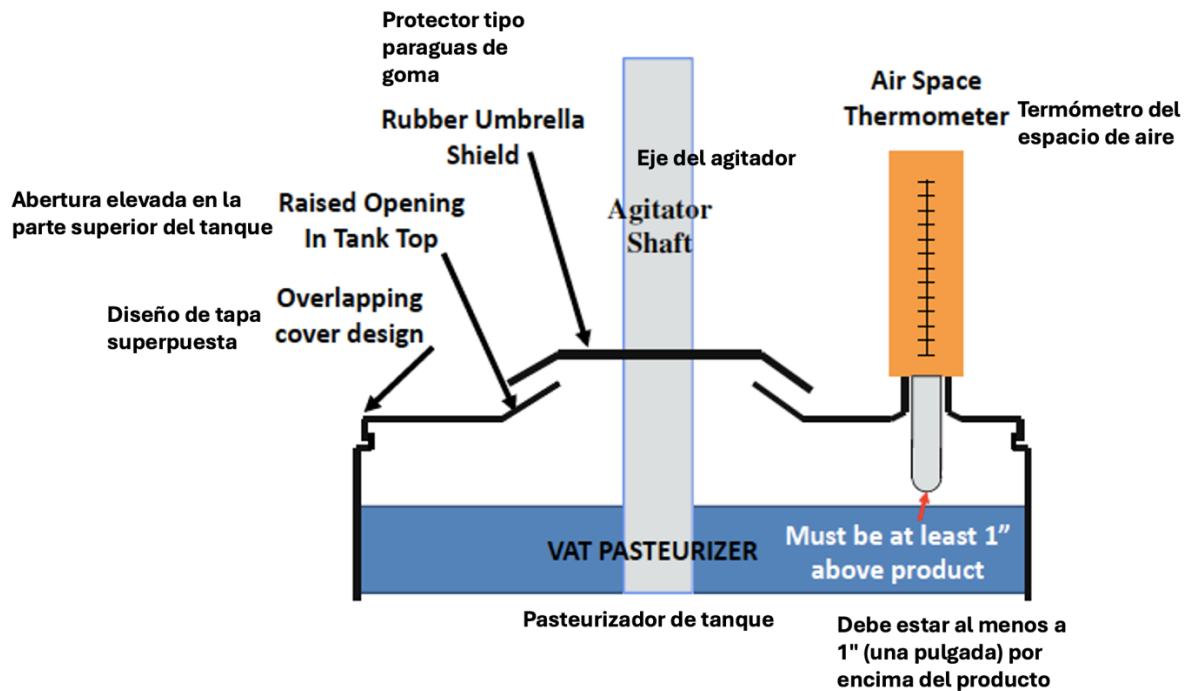 Protector tipo
paraguas de
goma
Rubber Umbrella
Shield
Air Space
Thermometer
Termómetro del
espacio de aire
Eje del agitador
Agitator
Shaft
Abertura elevada en la
parte superior del tanque
Raised Opening
In Tank Top
Diseño de tapa
superpuesta
Overlapping
cover design
VAT PASTEURIZER
Must be at least 1”
above product
Pasteurizador de tanque
Debe estar al menos a
1" (una pulgada) por
encima del producto